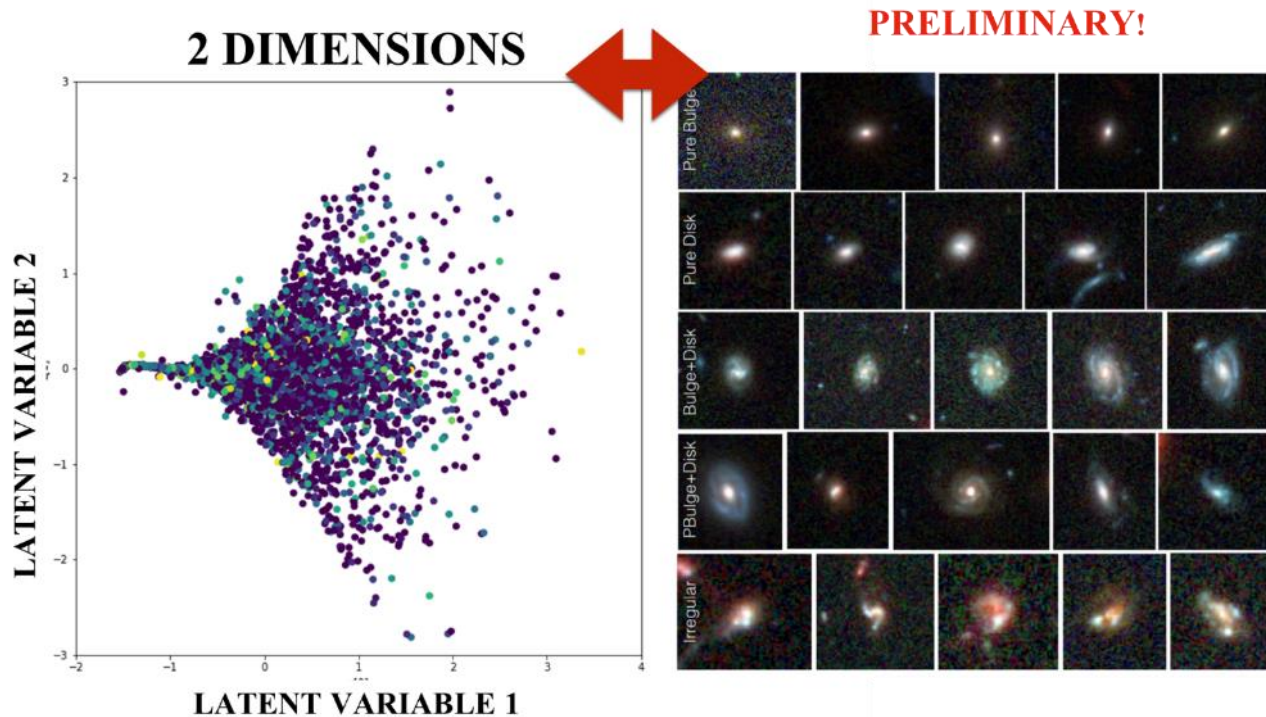 2 DIMENSIONS
PRELIMINARY!
3
2
1
0
−1
−2
−3
−2
−1
0
1
2
3
4
LATENT VARIABLE 2
LATENT VARIABLE 1
Pure Bulge
Pure Disk
Bulge+Disk
PBulge+Disk
Irregular